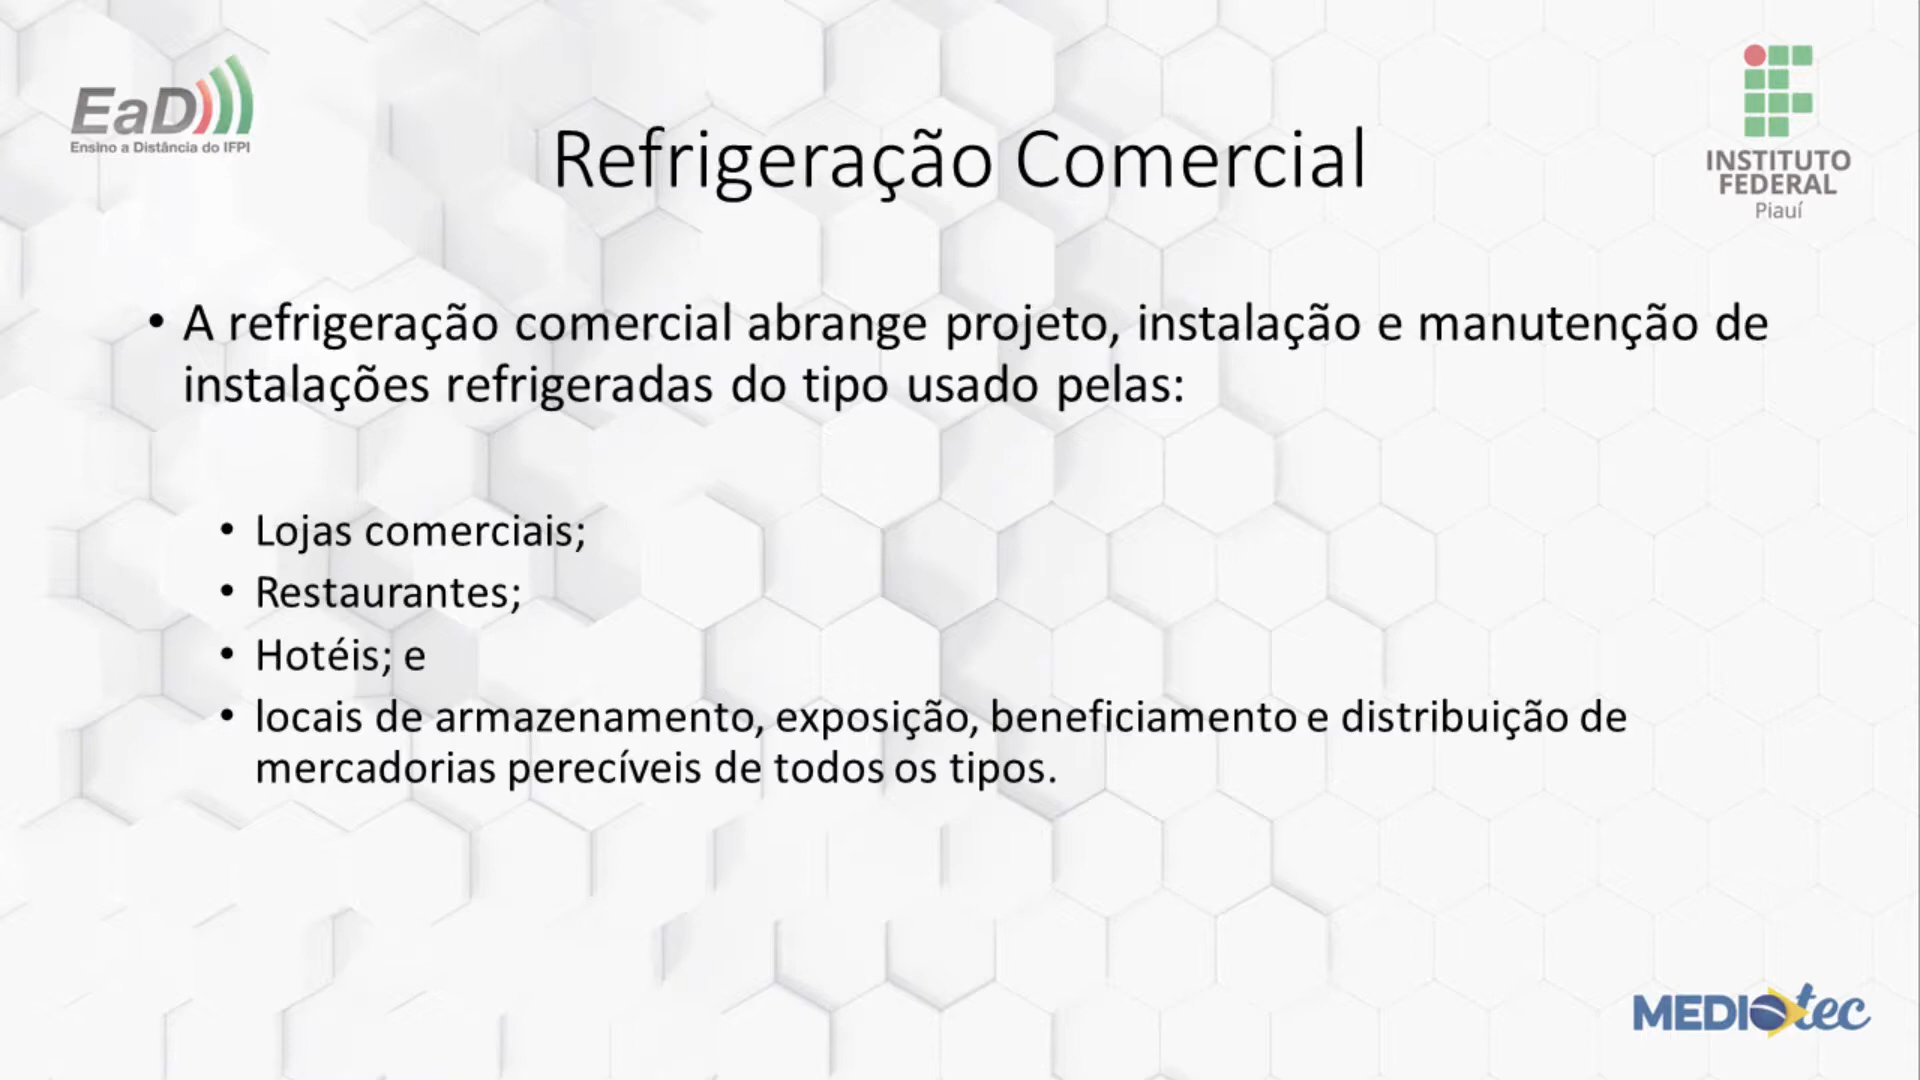 EaD
Ensino a Distância do IFPI
Refrigeração Comercial
INSTITUTO
FEDERAL
Piauí
• A refrigeração comercial abrange projeto, instalação e manutenção de
instalações refrigeradas do tipo usado pelas:
• Lojas comerciais;
• Restaurantes;
• Hotéis; e
• locais de armazenamento, exposição, beneficiamento e distribuição de
mercadorias perecíveis de todos os tipos.
MEDIOtec